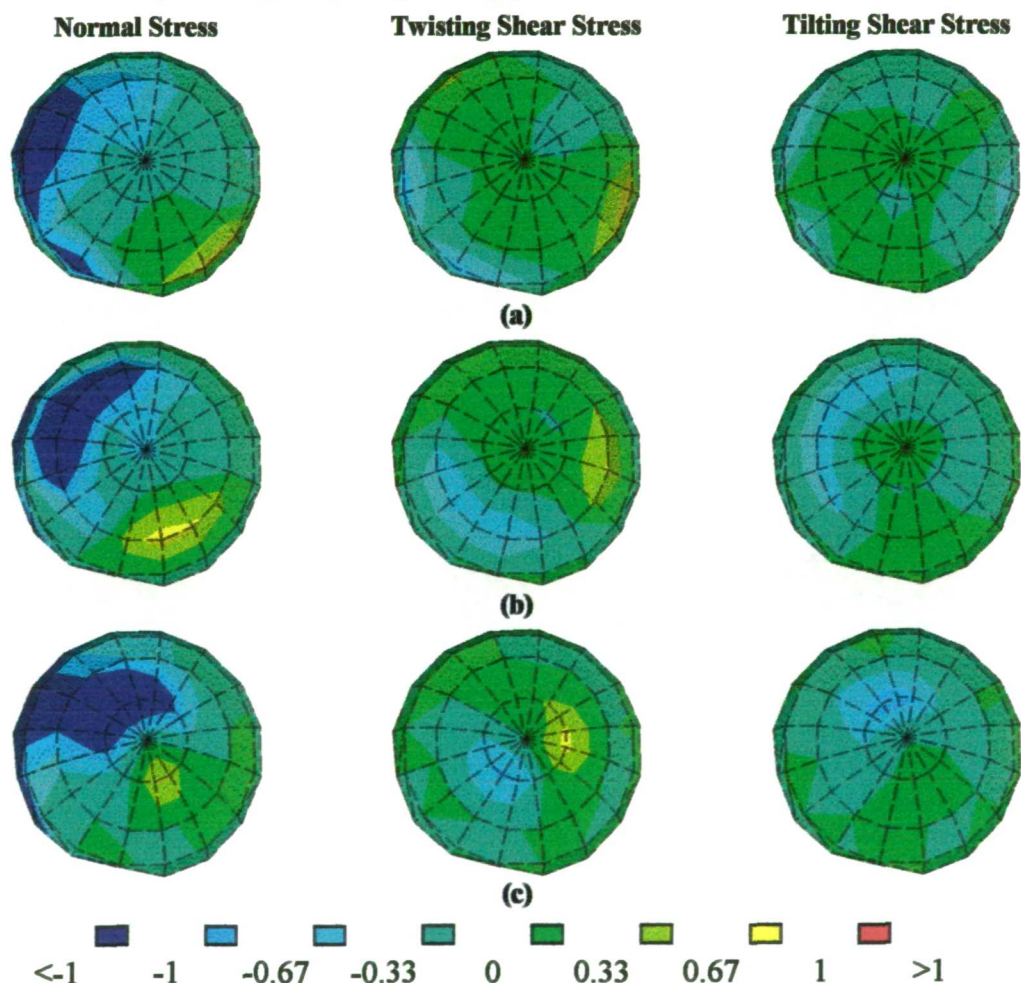 Normal Stress Twisting Shear Stress Tilting Shear Stress
(a)
(b)
(c)
<-1 -1 -0.67 -0.33 0 0.33 0.67 1 >1